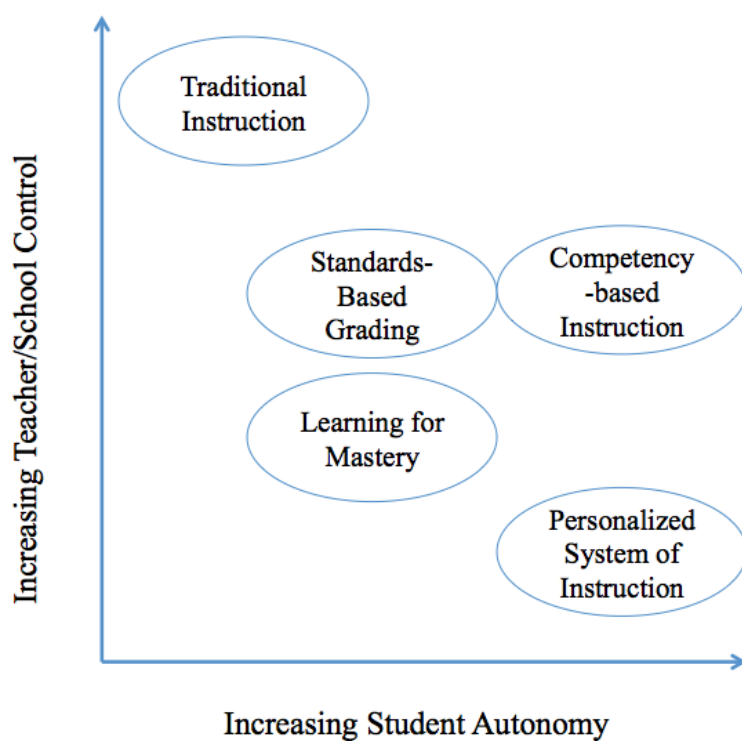 Increasing Teacher/School Control
Traditional
Instruction
Standards-
Based
Grading
Competency
-based
Instruction
Learning for
Mastery
Personalized
System of
Instruction
Increasing Student Autonomy